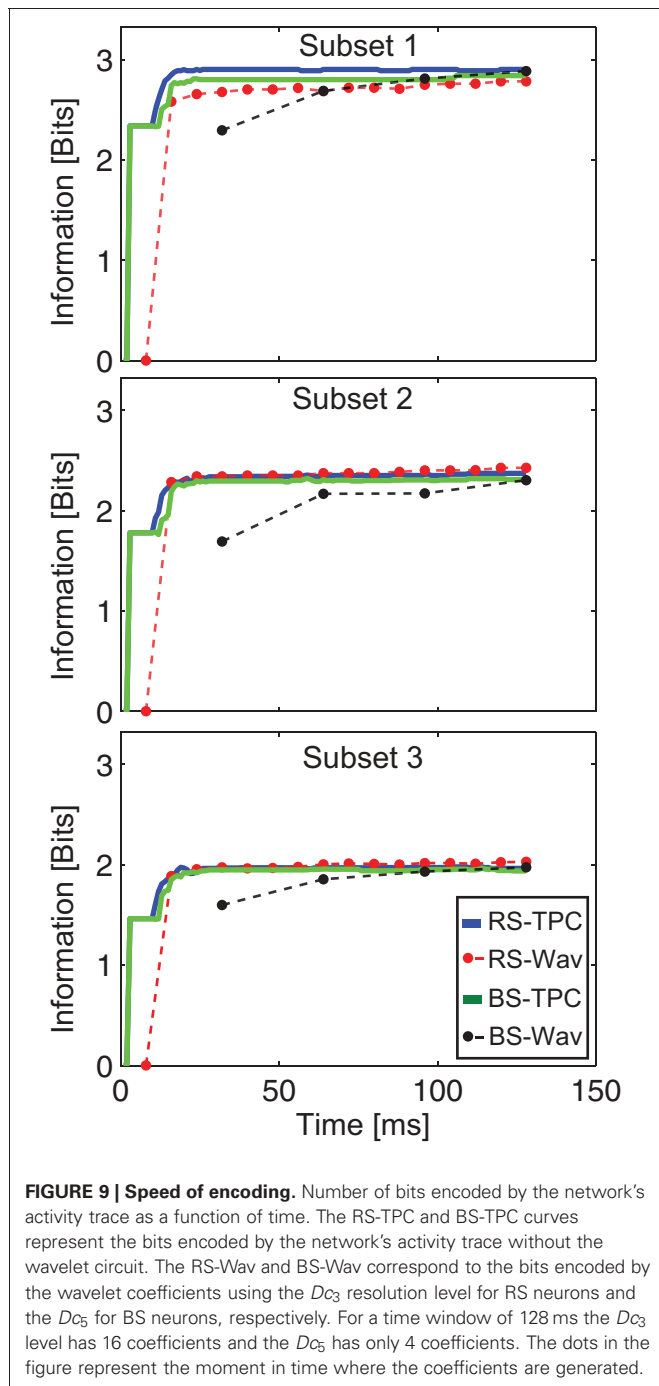 Subset 1
3
2
1
0
Information [Bits]
Subset 2
3
2
1
0
Information [Bits]
Subset 3
3
2
1
0
Information [Bits]
RS-TPC
RS-Wav
BS-TPC
BS-Wav
0 50 100 150
Time [ms]
FIGURE 9 | Speed of encoding. Number of bits encoded by the network's
activity trace as a function of time. The RS-TPC and BS-TPC curves
represent the bits encoded by the network's activity trace without the
wavelet circuit. The RS-Wav and BS-Wav correspond to the bits encoded by
the wavelet coefficients using the Dc3 resolution level for RS neurons and
the Dc5 for BS neurons, respectively. For a time window of 128 ms the Dc3
level has 16 coefficients and the Dc5 has only 4 coefficients. The dots in the
figure represent the moment in time where the coefficients are generated.